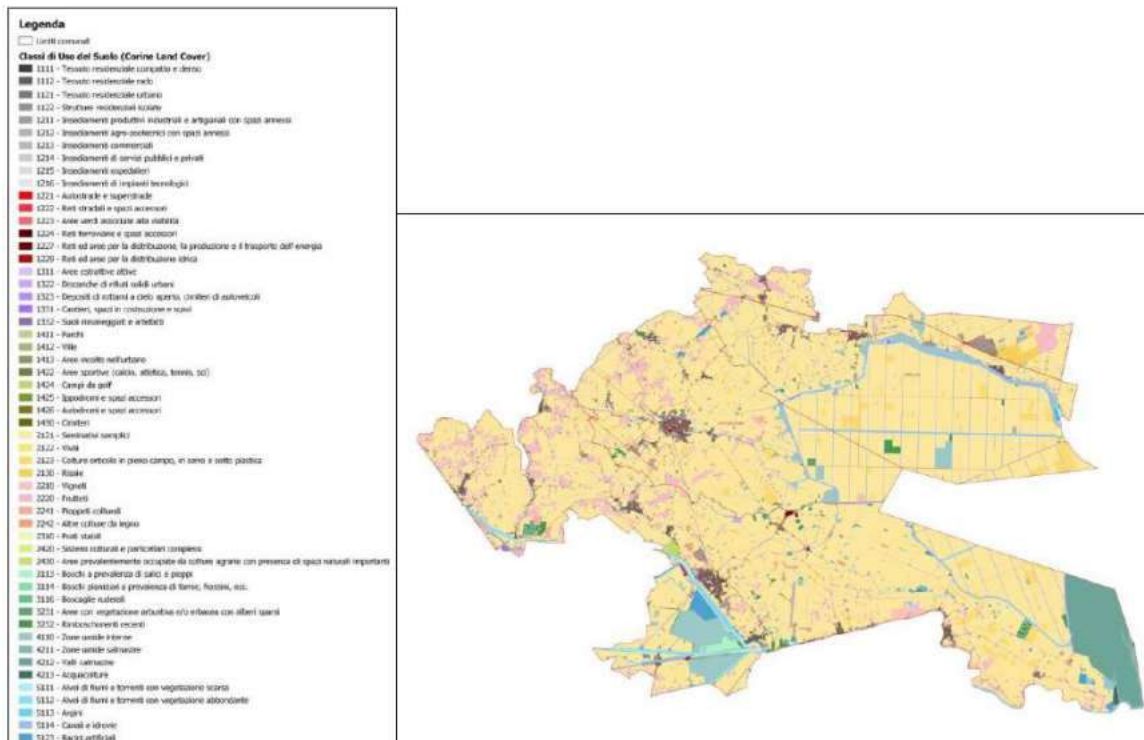 Legenda
Limiti comunali
Classi di Uso del Suolo (Corine Land Cover)
1111 - Tessuto residenziale compatto e denso
1112 - Tessuto residenziale rado
1121 - Tessuto residenziale urbano
1122 - Strutture residenziali isolate
1211 - Insediamenti produttivi industriali e artigianali con spazi annessi
1212 - Insediamenti agro-zootecnici con spazi annessi
1213 - Insediamenti commerciali
1214 - Insediamenti di servizi pubblici e privati
1215 - Insediamenti ospedalieri
1216 - Insediamenti di impianti tecnologici
1221 - Autostrade e superstrade
1222 - Reti stradali e spazi accessori
1223 - Aree verdi associate alla viabilità
1224 - Reti ferroviarie e spazi accessori
1227 - Reti ed aree per la distribuzione, la produzione e il trasporto dell'energia
1229 - Reti ed aree per la distribuzione idrica
1311 - Aree estrattive attive
1322 - Discariche di rifiuti solidi urbani
1323 - Depositi di rottami a cielo aperto, cimiteri di autoveicoli
1331 - Cantieri, spazi in costruzione e scavi
1332 - Suoli rimaneggiati e artefatti
1411 - Parchi
1412 - Ville
1413 - Aree incolte nell'urbano
1422 - Aree sportive (calcio, atletica, tennis, sci)
1424 - Campi da golf
1425 - Ippodromi e spazi accessori
1426 - Autodromi e spazi accessori
1430 - Cimiteri
2121 - Seminativi semplici
2122 - Vivai
2123 - Colture orticole in pieno campo, in serra e sotto plastica
2130 - Risaie
2210 - Vigneti
2220 - Frutteti
2241 - Pioppeti colturali
2242 - Altre colture da legno
2310 - Prati stabili
2420 - Sistemi colturali e particellari complessi
2430 - Aree prevalentemente occupate da colture agrarie con presenza di spazi naturali importanti
3113 - Boschi a prevalenza di salici e pioppi
3114 - Boschi planiziari a prevalenza di farnie, frassini, ecc.
3116 - Boscaglie ruderali
3231 - Aree con vegetazione arbustiva e/o erbacea con alberi sparsi
3232 - Rimboschimenti recenti
4110 - Zone umide interne
4211 - Zone umide salmastre
4212 - Valli salmastre
4213 - Acquacolture
5111 - Alvei di fiumi e torrenti con vegetazione scarsa
5112 - Alvei di fiumi e torrenti con vegetazione abbondante
5113 - Argini
5114 - Canali e idrovie
5123 - Bacini artificiali